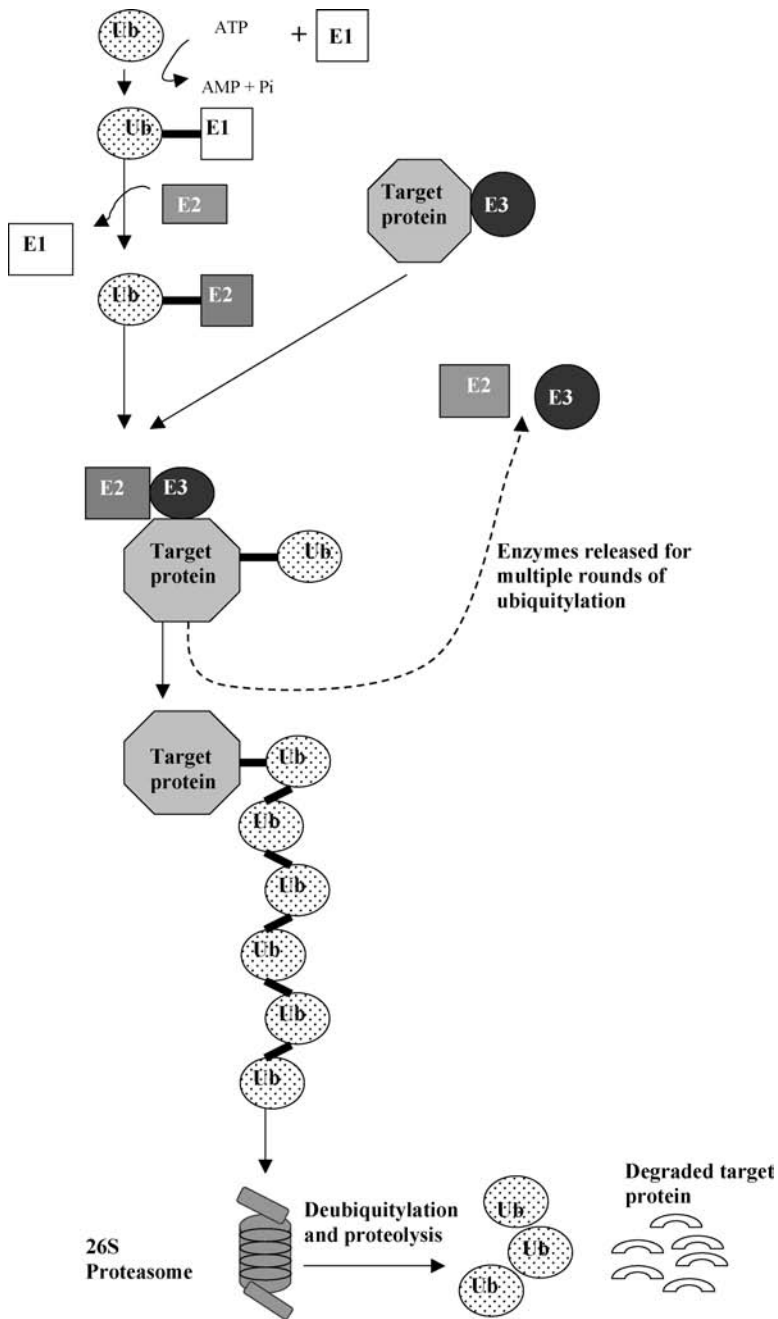 Ub
ATP
+ E1
AMP + Pi
Ub E1
E2
E1
Target
protein
E3
Ub E2
E2 E3
E2 E3
Target
protein
Ub
Enzymes released for
multiple rounds of
ubiquitylation
Target
protein
Ub
Ub
Ub
Ub
Ub
Ub
26S
Proteasome
Deubiquitylation
and proteolysis
Ub
Ub
Ub
Degraded target
protein